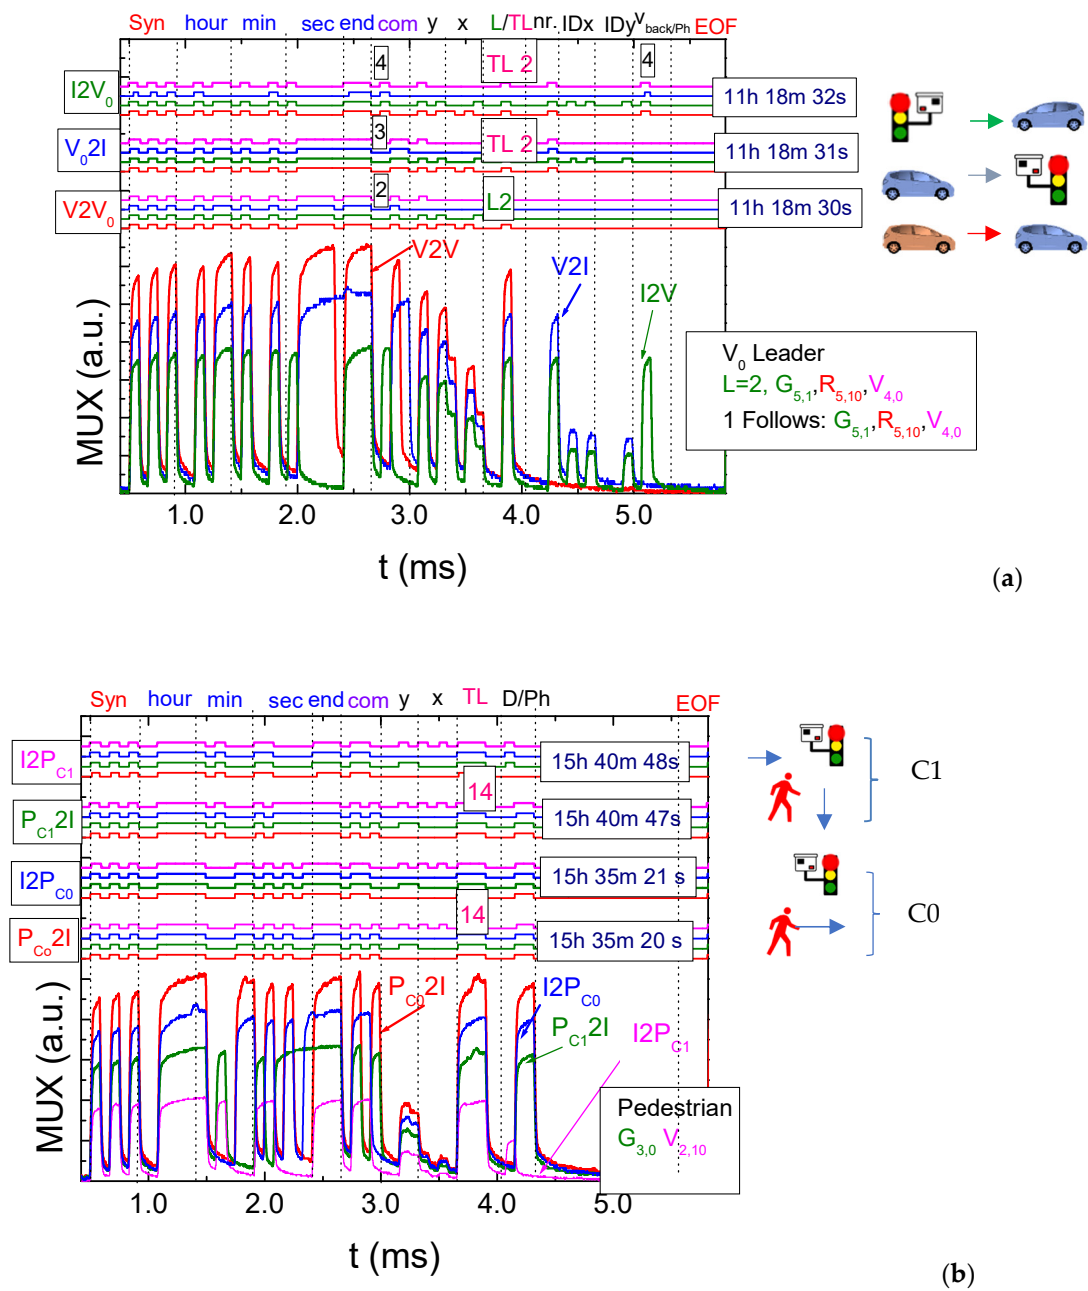 Syn hour min sec end com y x L/TL nr. IDx IDy Vback/Ph EOF
4 TL 2 4
I2V0 11h 18m 32s
3 TL 2
V02I 11h 18m 31s
2 L2
V2V0 11h 18m 30s
V2V V2I I2V
V0 Leader
L=2, G5,1,R5,10,V4,0
1 Follows: G5,1,R5,10,V4,0
MUX (a.u.)
1.0 2.0 3.0 4.0 5.0
t (ms)
(a)
Syn hour min sec end com y x TL D/Ph EOF
I2PC1 15h 40m 48s C1
14
PC12I 15h 40m 47s
I2PC0 15h 35m 21 s
14 C0
PCo2I 15h 35m 20 s
PC02I I2PC0
PC12I I2PC1
Pedestrian
G3,0 V2,10
MUX (a.u.)
1.0 2.0 3.0 4.0 5.0
t (ms)
(b)